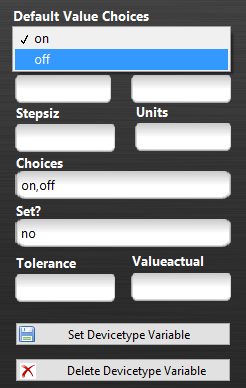 Default Value Choices
✓ on
off
Stepsiz Units
Choices
on,off
Set?
no
Tolerance Valueactual
Set Devicetype Variable
Delete Devicetype Variable